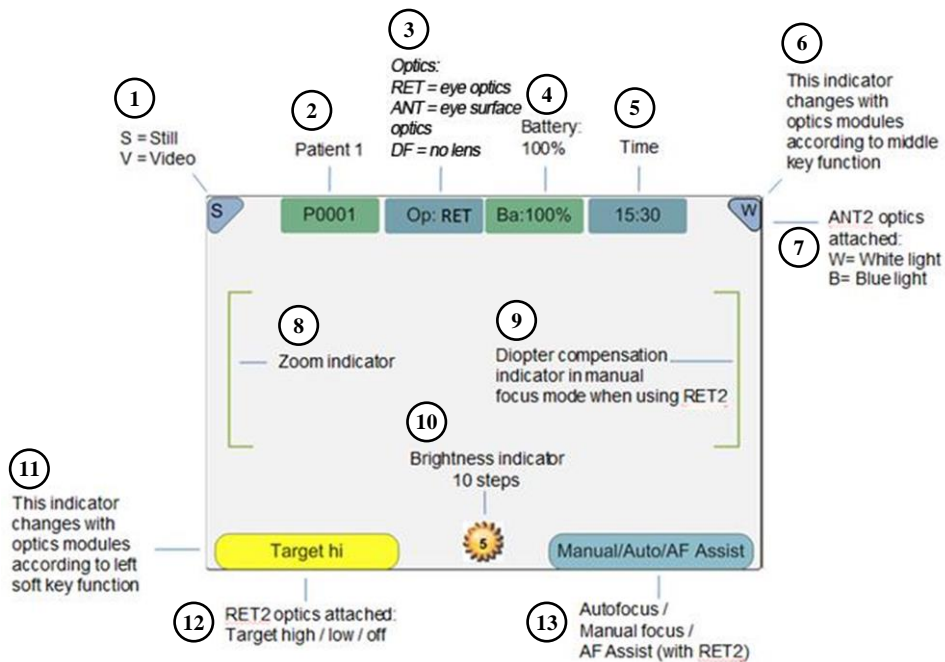 1
S = Still
V = Video
2
Patient 1
3
Optics:
RET = eye optics
ANT = eye surface
optics
DF = no lens
4
Battery:
100%
5
Time
6
This indicator
changes with
optics modules
according to middle
key function
S
P0001
Op: RET
Ba:100%
15:30
W
7
ANT2 optics
attached:
W= White light
B= Blue light
8
Zoom indicator
9
Diopter compensation
indicator in manual
focus mode when using RET2
10
Brightness indicator
10 steps
11
This indicator
changes with
optics modules
according to left
soft key function
Target hi
5
Manual/Auto/AF Assist
12
RET2 optics attached:
Target high / low / off
13
Autofocus /
Manual focus /
AF Assist (with RET2)